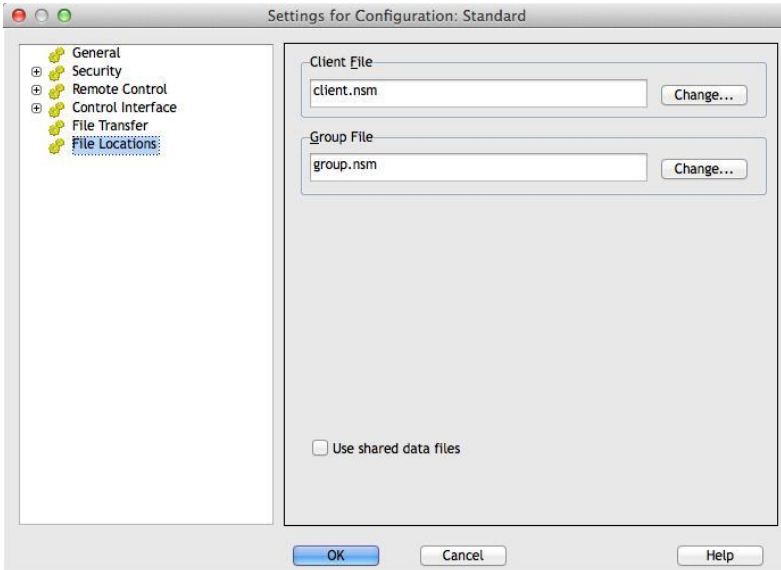 Settings for Configuration: Standard
General
Security
Remote Control
Control Interface
File Transfer
File Locations
Client File
client.nsm
Change...
Group File
group.nsm
Change...
Use shared data files
OK
Cancel
Help